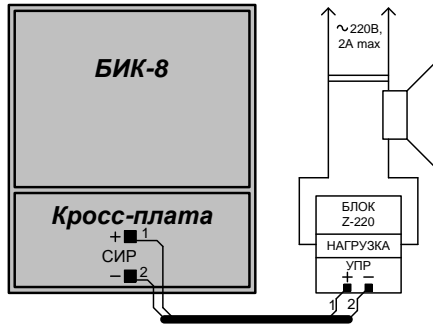 БИК-8
Кросс-плата
+ 1
СИР
− 2
~220В,
2А max
БЛОК
Z-220
НАГРУЗКА
УПР
+ −
1 2